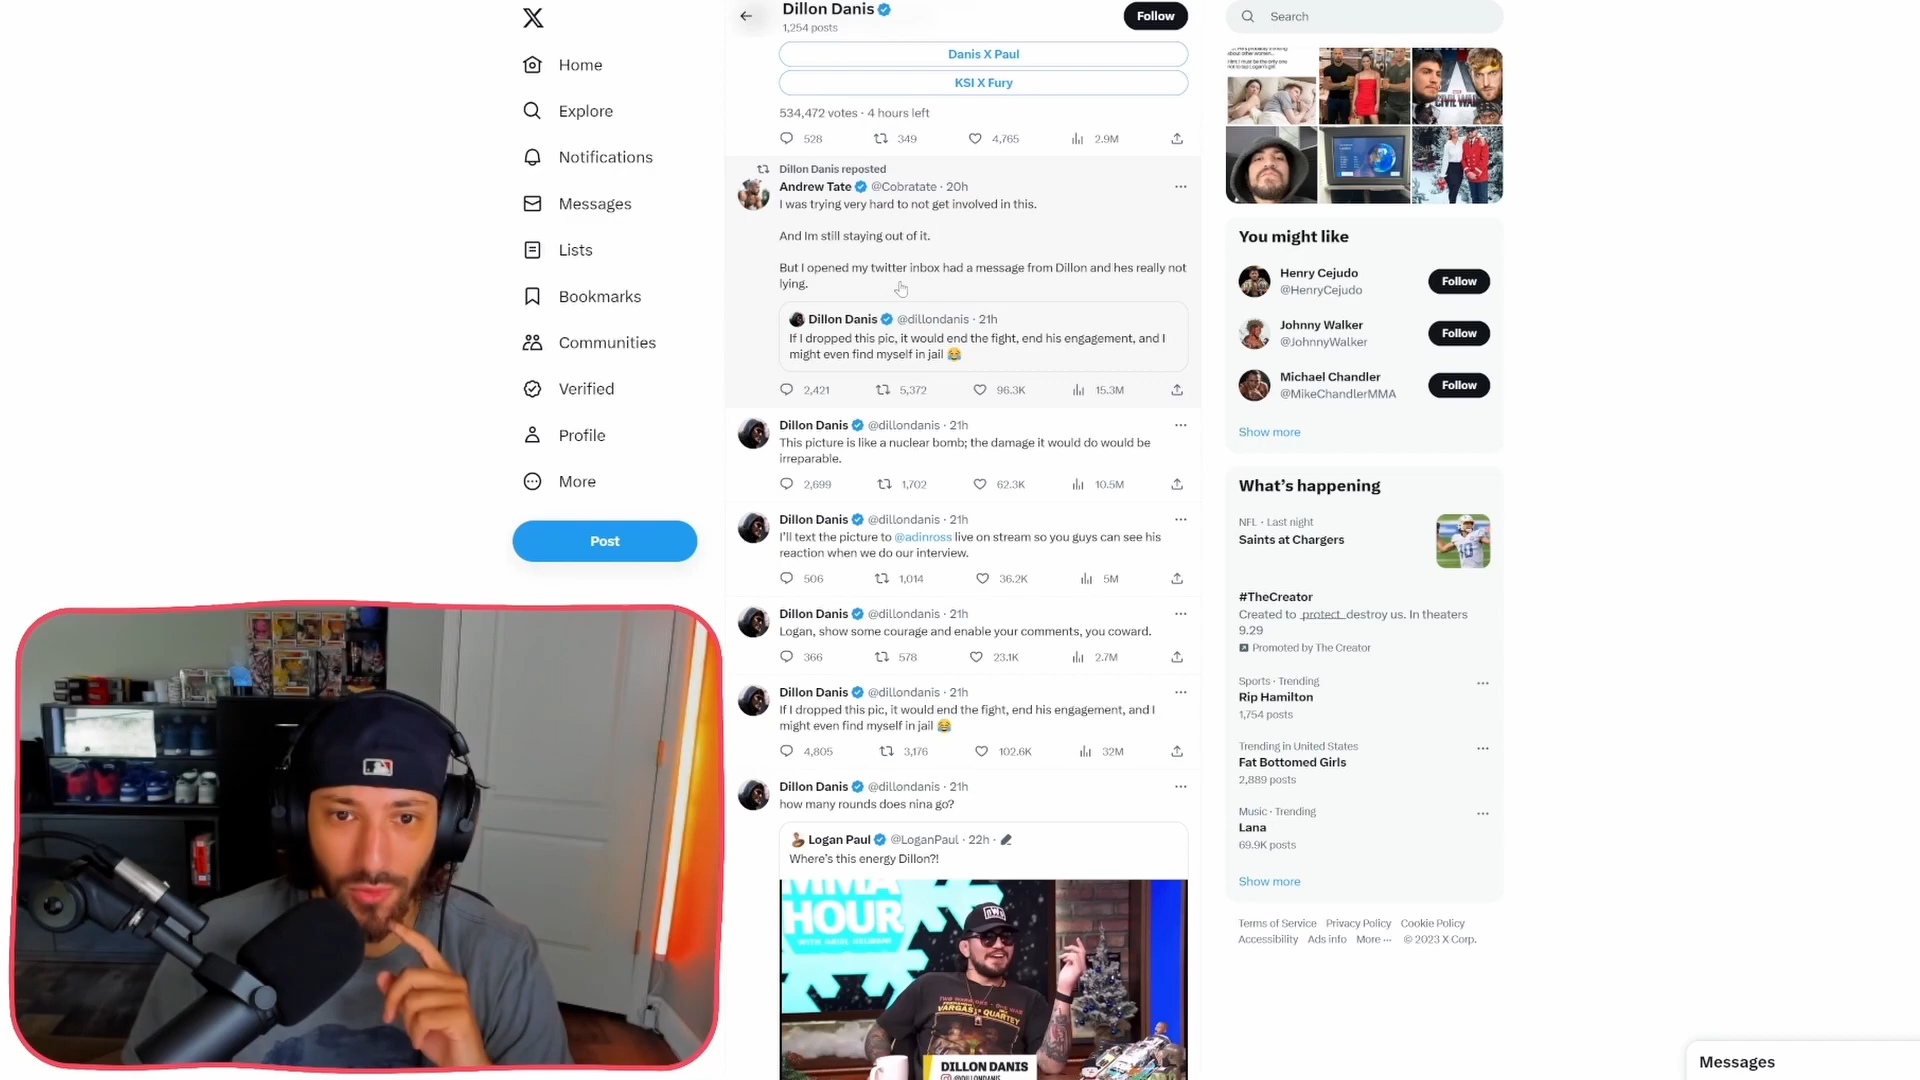 Home
Explore
Notifications
Messages
Lists
Bookmarks
Communities
Verified
Profile
More
Post
Dillon Danis
1,254 posts
Follow
Danis X Paul
KSI X Fury
534,472 votes · 4 hours left
528 349 4,765 2.9M
Dillon Danis reposted
Andrew Tate @Cobratate · 20h
I was trying very hard to not get involved in this.
And Im still staying out of it.
But I opened my twitter inbox had a message from Dillon and hes really not
lying.
Dillon Danis @dillondanis · 21h
If I dropped this pic, it would end the fight, end his engagement, and I
might even find myself in jail 😂
2,421 5,372 96.3K 15.3M
Dillon Danis @dillondanis · 21h
This picture is like a nuclear bomb; the damage it would do would be
irreparable.
2,699 1,702 62.3K 10.5M
Dillon Danis @dillondanis · 21h
I'll text the picture to @adinross live on stream so you guys can see his
reaction when we do our interview.
506 1,014 36.2K 5M
Dillon Danis @dillondanis · 21h
Logan, show some courage and enable your comments, you coward.
366 578 23.1K 2.7M
Dillon Danis @dillondanis · 21h
If I dropped this pic, it would end the fight, end his engagement, and I
might even find myself in jail 😂
4,805 3,176 102.6K 32M
Dillon Danis @dillondanis · 21h
how many rounds does nina go?
Logan Paul @LoganPaul · 22h ·
Where's this energy Dillon?!
MMA
HOUR
WITH ARIEL HELWANI
VARGAS QUARTEY
DILLON DANIS
@DILLONDANIS
Search
CIVIL WAR
You might like
Henry Cejudo
@HenryCejudo
Follow
Johnny Walker
@JohnnyWalker
Follow
Michael Chandler
@MikeChandlerMMA
Follow
Show more
What's happening
NFL · Last night
Saints at Chargers
#TheCreator
Created to protect destroy us. In theaters
9.29
Promoted by The Creator
Sports · Trending
Rip Hamilton
1,754 posts
Trending in United States
Fat Bottomed Girls
2,889 posts
Music · Trending
Lana
69.9K posts
Show more
Terms of Service Privacy Policy Cookie Policy
Accessibility Ads info More ··· © 2023 X Corp.
Messages